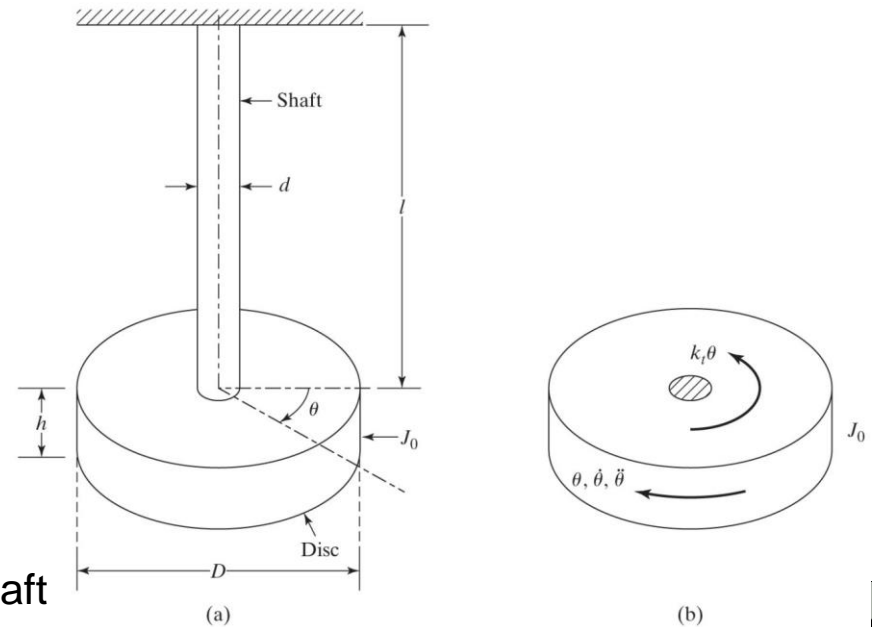 Shaft
d
l
h
θ
J₀
Disc
D
aft
(a)
kₜθ
J₀
θ, θ̇, θ̈
(b)